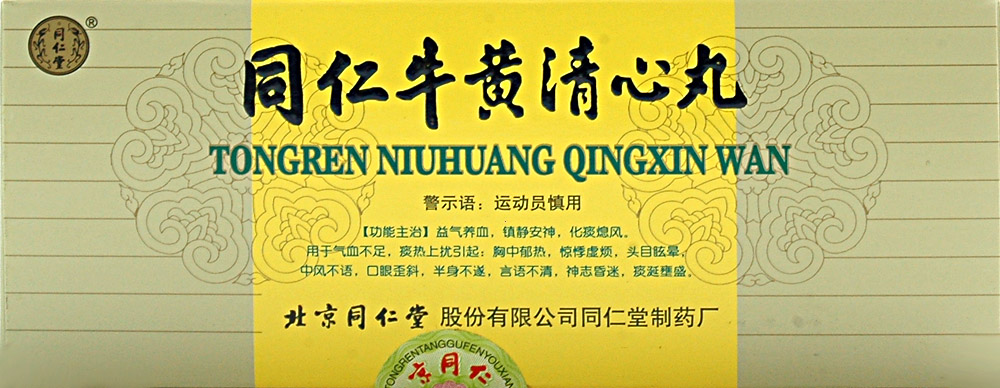 同仁堂 ®
同仁牛黄清心丸
TONGREN NIUHUANG QINGXIN WAN
警示语：运动员慎用
【功能主治】益气养血，镇静安神，化痰熄风。
用于气血不足，痰热上扰引起：胸中郁热，惊悸虚烦，头目眩晕，
中风不语，口眼歪斜，半身不遂，言语不清，神志昏迷，痰涎壅盛。
北京同仁堂 股份有限公司同仁堂制药厂
TONGRENTANGGUFENYOUXIAN
京同仁